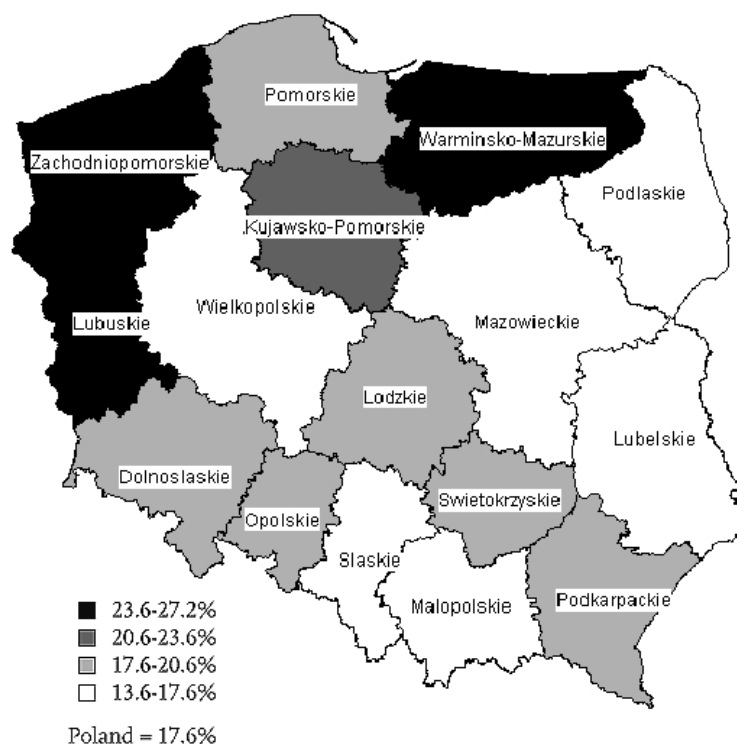 Pomorskie
Warminsko-Mazurskie
Zachodniopomorskie
Podlaskie
Kujawsko-Pomorskie
Wielkopolskie
Lubuskie
Mazowieckie
Lodzkie
Lubelskie
Dolnoslaskie
Swietokrzyskie
Opolskie
Slaskie
Podkarpackie
Malopolskie
23.6-27.2%
20.6-23.6%
17.6-20.6%
13.6-17.6%
Poland = 17.6%